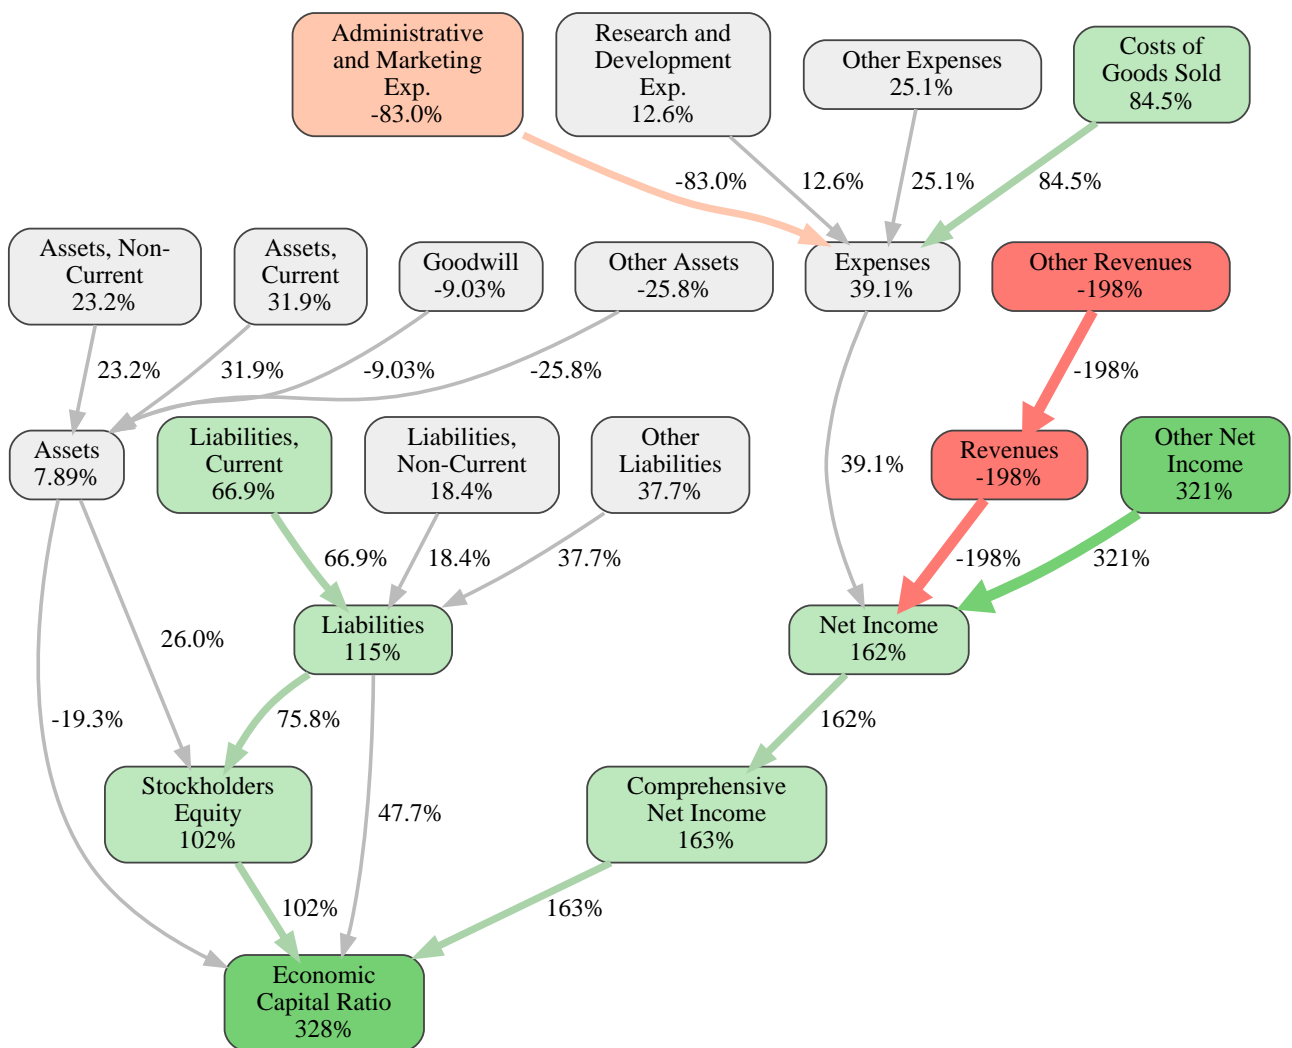 Administrative
and Marketing
Exp.
-83.0%
Research and
Development
Exp.
12.6%
Other Expenses
25.1%
Costs of
Goods Sold
84.5%
-83.0%
12.6%
25.1%
84.5%
Assets, Non-
Current
23.2%
Assets,
Current
31.9%
Goodwill
-9.03%
Other Assets
-25.8%
Expenses
39.1%
Other Revenues
-198%
23.2%
31.9%
-9.03%
-25.8%
-198%
Assets
7.89%
Liabilities,
Current
66.9%
Liabilities,
Non-Current
18.4%
Other
Liabilities
37.7%
39.1%
Revenues
-198%
Other Net
Income
321%
66.9%
18.4%
37.7%
-198%
321%
26.0%
Liabilities
115%
Net Income
162%
-19.3%
75.8%
162%
Stockholders
Equity
102%
47.7%
Comprehensive
Net Income
163%
102%
163%
Economic
Capital Ratio
328%